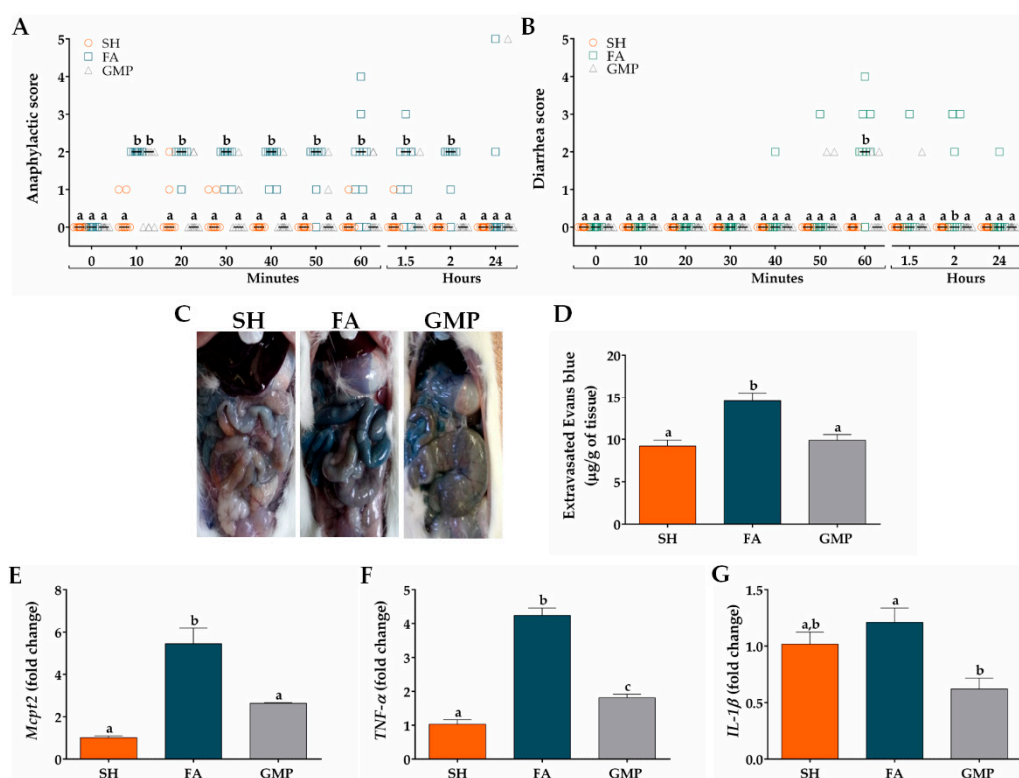 A
Anaphylactic score
SH
FA
GMP
5
4
3
2
1
0
b b b b b b b b b
a a a a a a a a a a a a a a a a a a a a a
0 10 20 30 40 50 60 1.5 2 24
Minutes Hours
B
Diarrhea score
SH
FA
GMP
5
4
3
2
1
0
b
a a a a a a a a a a a a a a a a a a a a a a a a b a a a a
0 10 20 30 40 50 60 1.5 2 24
Minutes Hours
C
SH FA GMP
D
Extravasated Evans blue
(µg/g of tissue)
20
15
10
5
0
a b a
SH FA GMP
E
Mcpt2 (fold change)
8
6
4
2
0
a b a
SH FA GMP
F
TNF-α (fold change)
5
4
3
2
1
0
a b c
SH FA GMP
G
IL-1β (fold change)
1.5
1.0
0.5
0.0
a,b a b
SH FA GMP